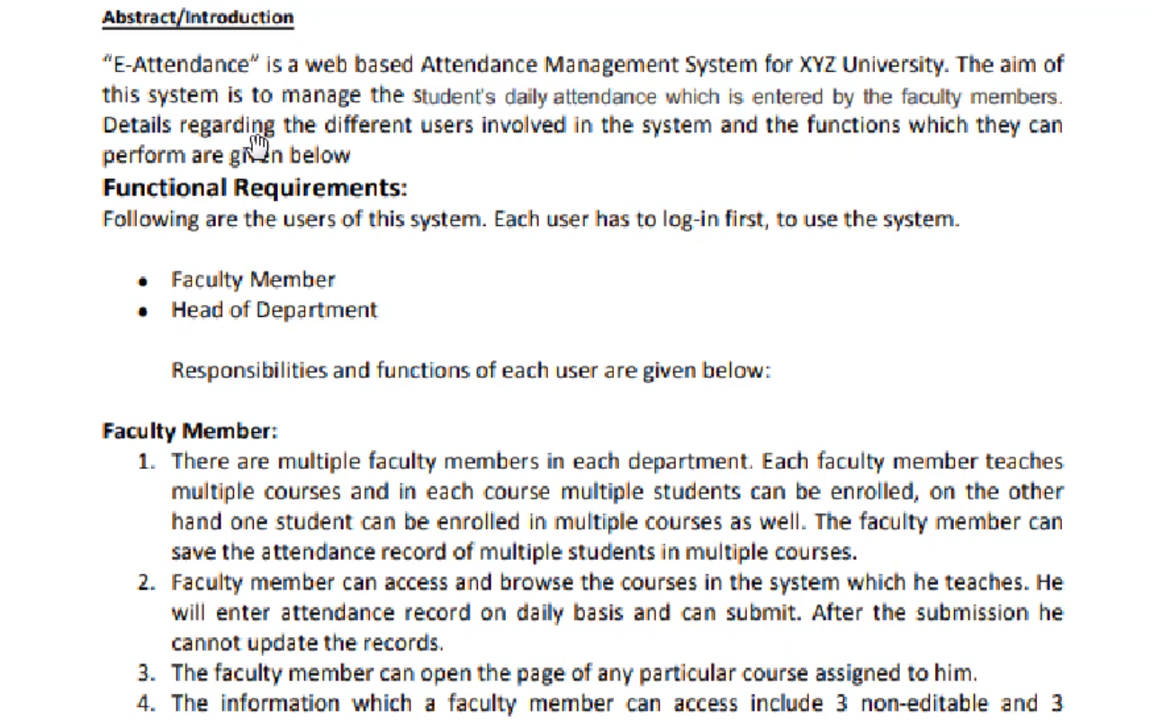 Abstract/Introduction
“E-Attendance” is a web based Attendance Management System for XYZ University. The aim of
this system is to manage the student's daily attendance which is entered by the faculty members.
Details regarding the different users involved in the system and the functions which they can
perform are given below
Functional Requirements:
Following are the users of this system. Each user has to log-in first, to use the system.
• Faculty Member
• Head of Department
Responsibilities and functions of each user are given below:
Faculty Member:
1. There are multiple faculty members in each department. Each faculty member teaches
multiple courses and in each course multiple students can be enrolled, on the other
hand one student can be enrolled in multiple courses as well. The faculty member can
save the attendance record of multiple students in multiple courses.
2. Faculty member can access and browse the courses in the system which he teaches. He
will enter attendance record on daily basis and can submit. After the submission he
cannot update the records.
3. The faculty member can open the page of any particular course assigned to him.
4. The information which a faculty member can access include 3 non-editable and 3